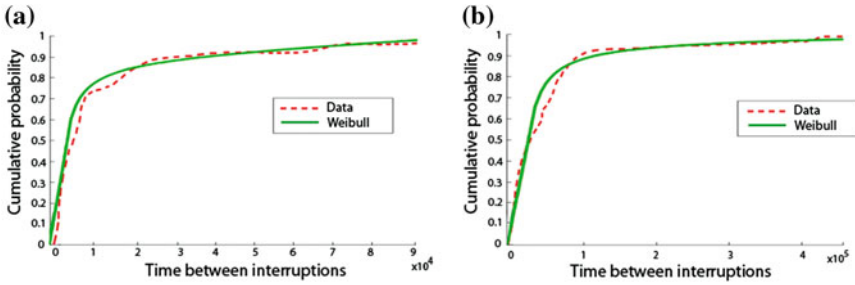 (a)
Cumulative probability
1
0.9
0.8
0.7
0.6
0.5
0.4
0.3
0.2
0.1
0
Data
Weibull
0 1 2 3 4 5 6 7 8 9
x10⁴
Time between interruptions
(b)
Cumulative probability
1
0.9
0.8
0.7
0.6
0.5
0.4
0.3
0.2
0.1
0
Data
Weibull
0 1 2 3 4 5
x10⁵
Time between interruptions